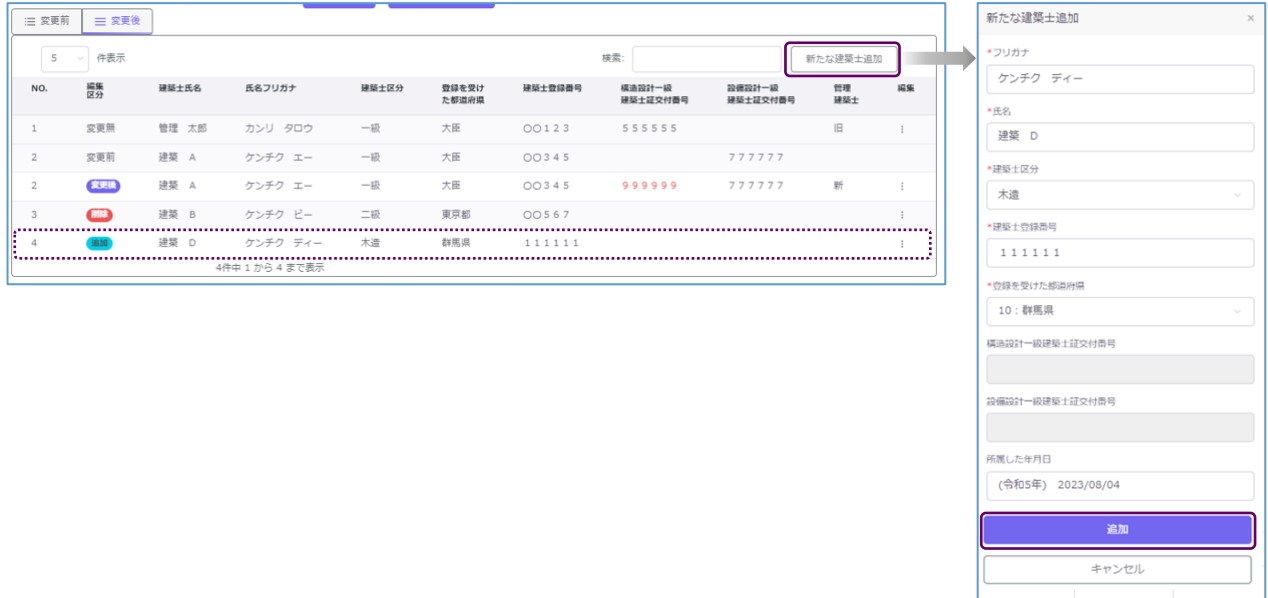 変更前 変更後
5 件表示 検索: 新たな建築士追加
NO. 編集区分 建築士氏名 氏名フリガナ 建築士区分 登録を受けた都道府県 建築士登録番号 構造設計一級建築士証交付番号 設備設計一級建築士証交付番号 管理建築士 編集
1 変更無 管理 太郎 カンリ タロウ 一級 大阪 〇〇123 555555 旧
2 変更前 建築 A ケンチク エー 一級 大阪 〇〇345 777777
2 変更後 建築 A ケンチク エー 一級 大阪 〇〇345 999999 777777 新
3 削除 建築 B ケンチク ビー 二級 東京都 〇〇567
4 追加 建築 D ケンチク ディー 木造 群馬県 111111
4件中 1 から 4 まで表示
新たな建築士追加 ×
*フリガナ
ケンチク ディー
*氏名
建築 D
*建築士区分
木造
*建築士登録番号
111111
*登録を受けた都道府県
10:群馬県
構造設計一級建築士証交付番号
設備設計一級建築士証交付番号
所属した年月日
(令和5年) 2023/08/04
追加
キャンセル